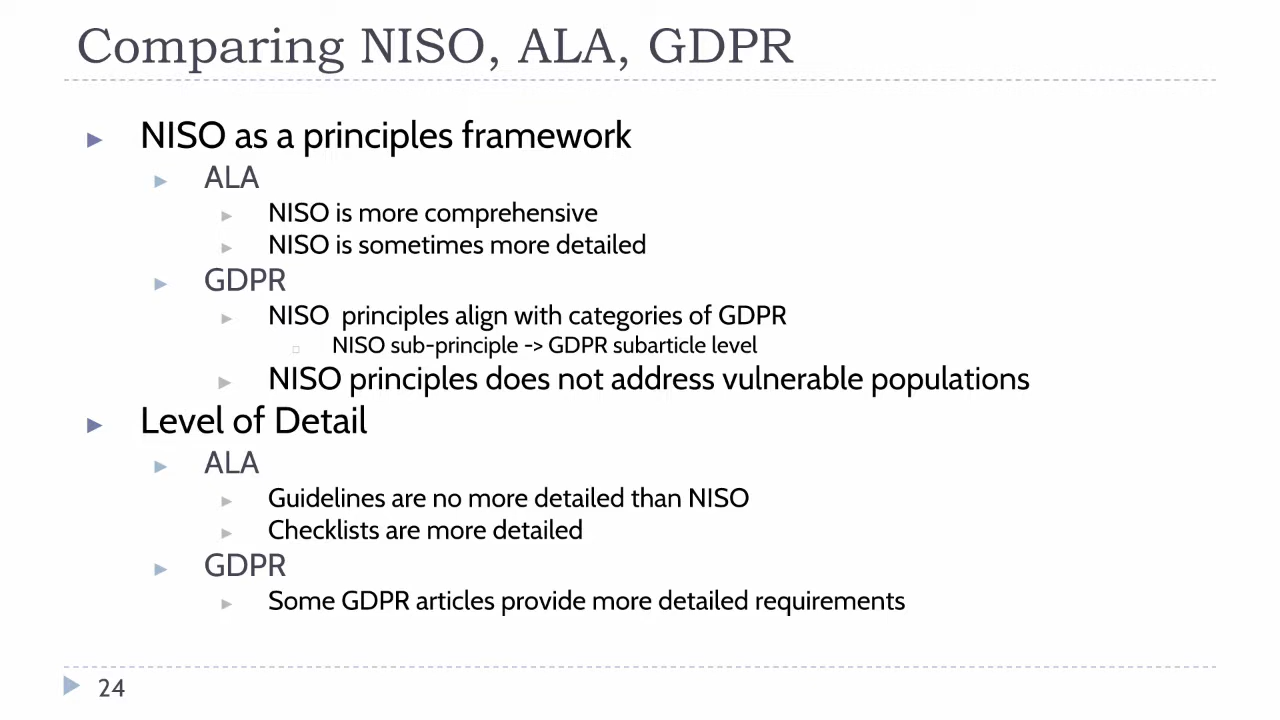 Comparing NISO, ALA, GDPR
NISO as a principles framework
ALA
NISO is more comprehensive
NISO is sometimes more detailed
GDPR
NISO  principles align with categories of GDPR
NISO sub-principle -> GDPR subarticle level
NISO principles does not address vulnerable populations
Level of Detail
ALA
Guidelines are no more detailed than NISO
Checklists are more detailed
GDPR
Some GDPR articles provide more detailed requirements
24